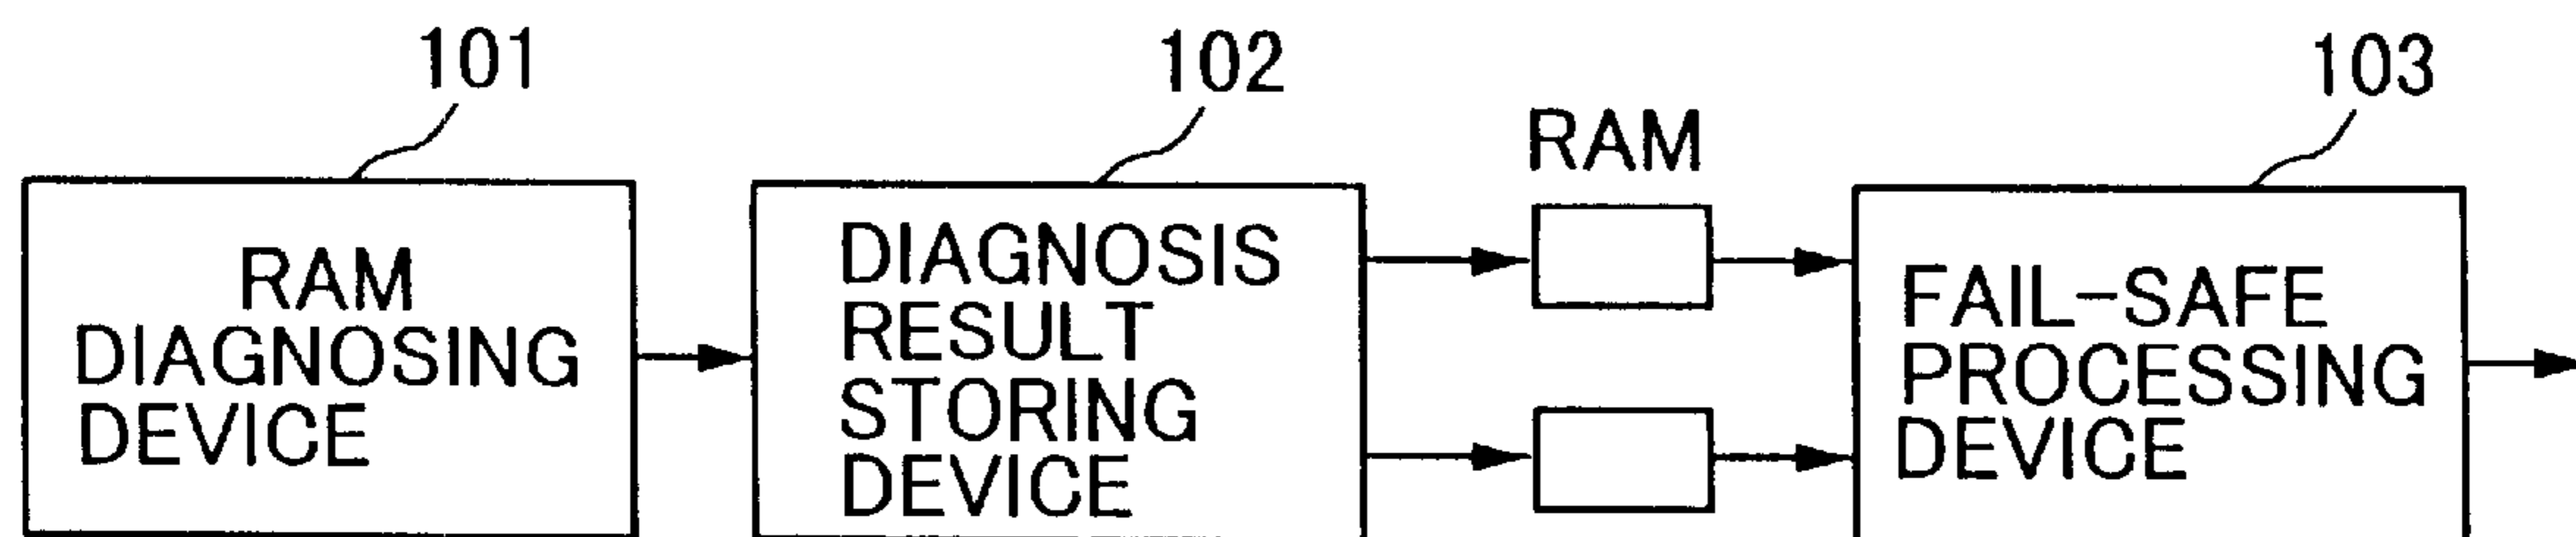 101
102
103
RAM
RAM
DIAGNOSING
DEVICE
DIAGNOSIS
RESULT
STORING
DEVICE
FAIL-SAFE
PROCESSING
DEVICE